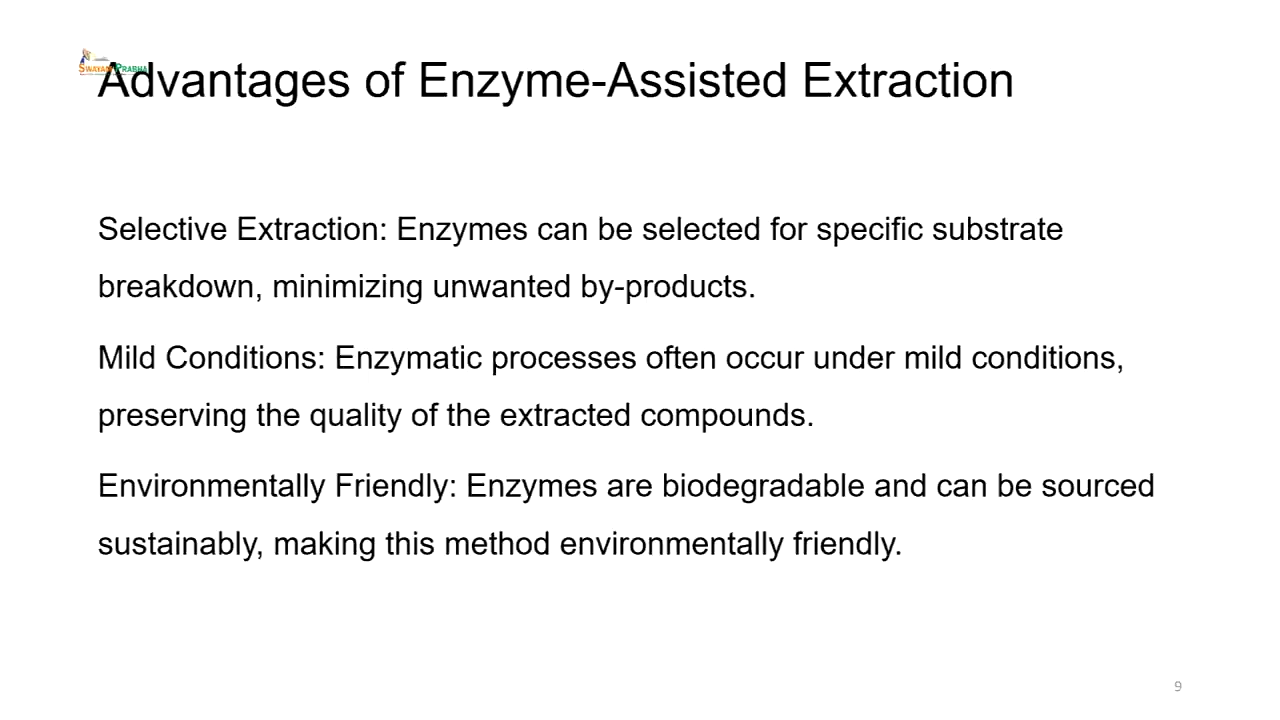 SWAYAM PRABHA
Advantages of Enzyme-Assisted Extraction
Selective Extraction: Enzymes can be selected for specific substrate
breakdown, minimizing unwanted by-products.
Mild Conditions: Enzymatic processes often occur under mild conditions,
preserving the quality of the extracted compounds.
Environmentally Friendly: Enzymes are biodegradable and can be sourced
sustainably, making this method environmentally friendly.
9